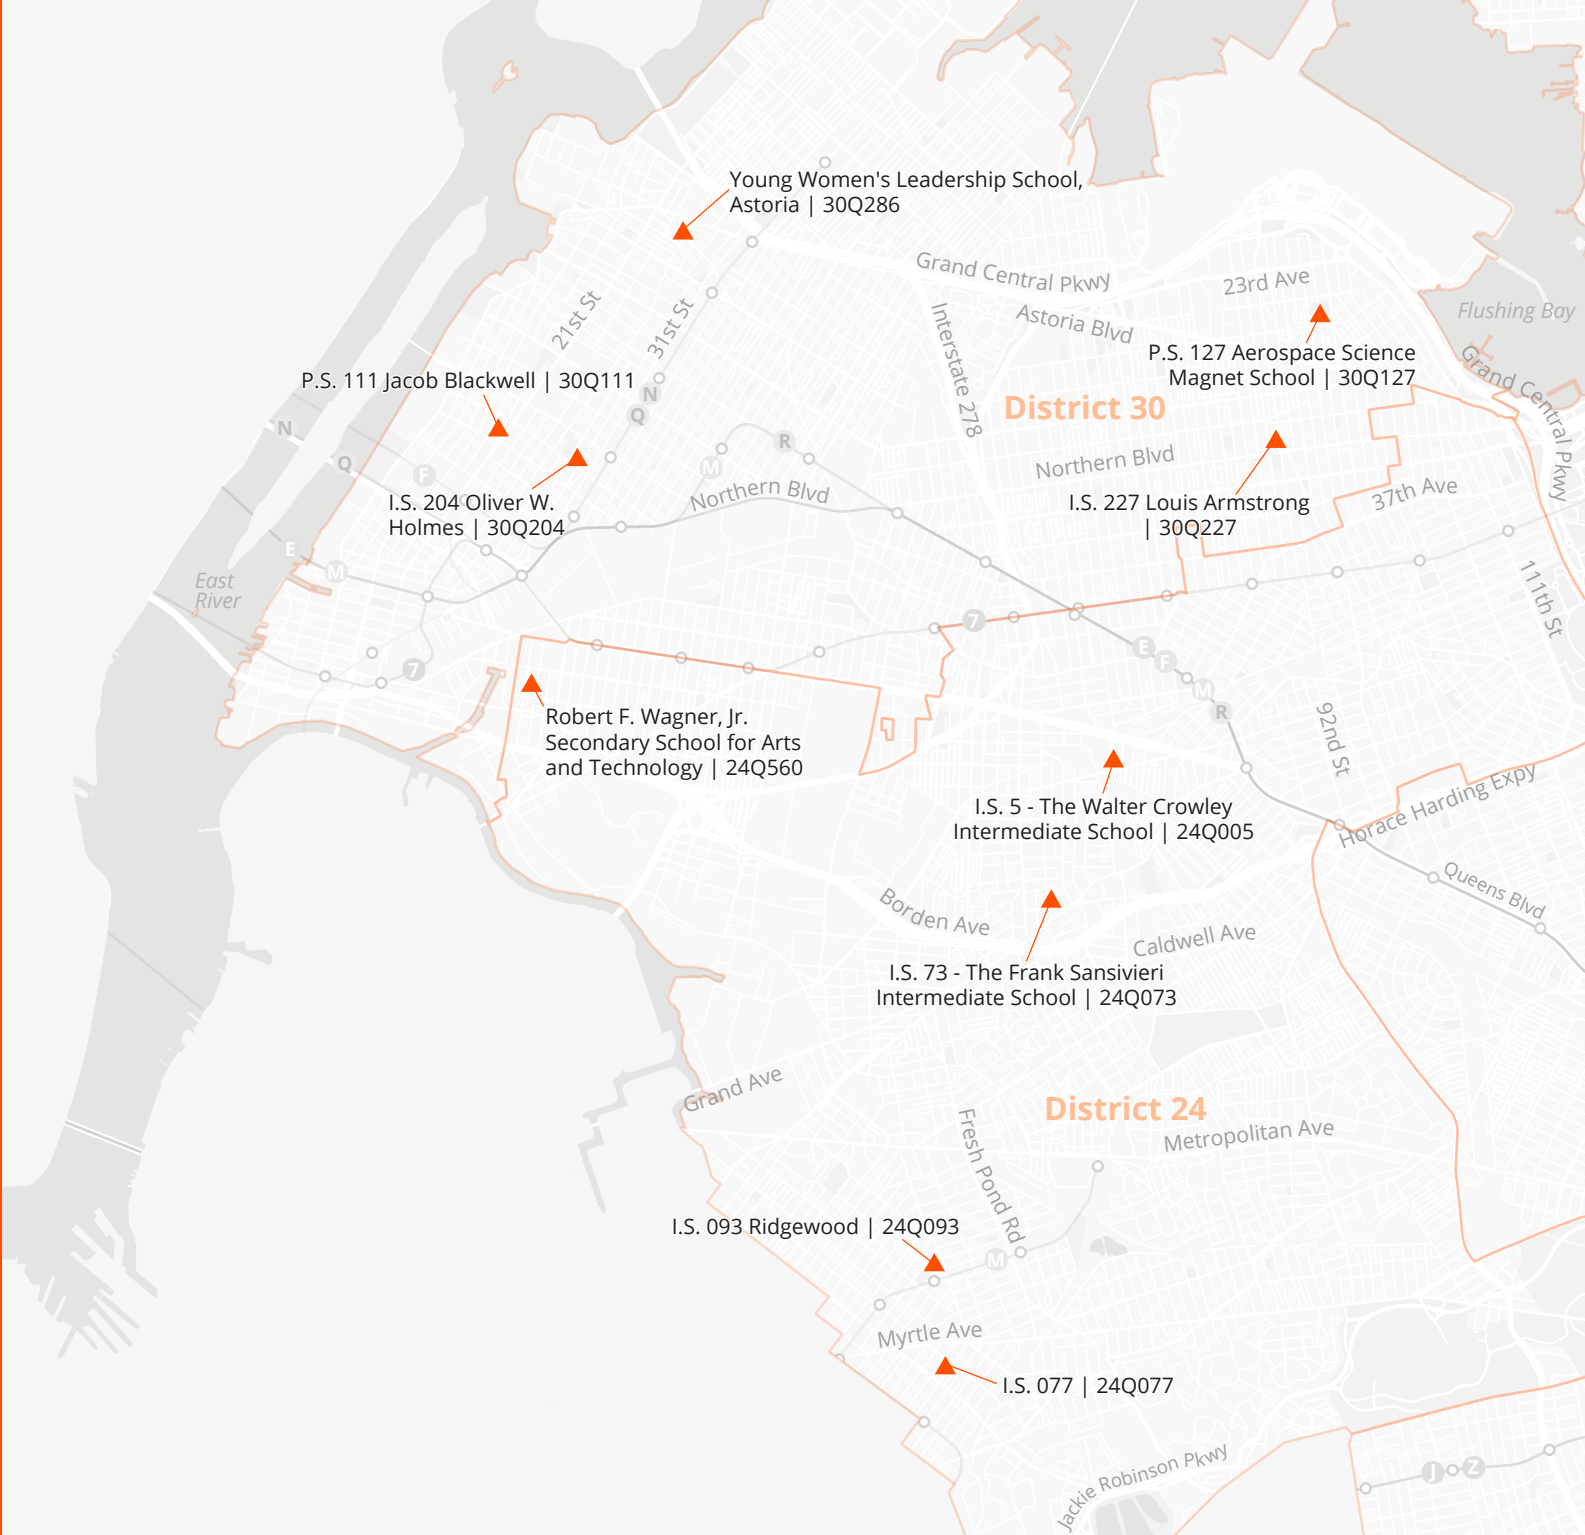 Young Women's Leadership School,
Astoria | 30Q286
Grand Central Pkwy
23rd Ave
Flushing Bay
21st St
31st St
Interstate 278
Astoria Blvd
P.S. 127 Aerospace Science
Magnet School | 30Q127
Grand Central Pkwy
P.S. 111 Jacob Blackwell | 30Q111
N
Q
District 30
N
Q
F
M
R
Northern Blvd
Northern Blvd
37th Ave
I.S. 204 Oliver W.
Holmes | 30Q204
I.S. 227 Louis Armstrong
| 30Q227
E
M
East
River
111th St
7
7
E
F
M
R
Robert F. Wagner, Jr.
Secondary School for Arts
and Technology | 24Q560
92nd St
I.S. 5 - The Walter Crowley
Intermediate School | 24Q005
Horace Harding Expy
Queens Blvd
Borden Ave
Caldwell Ave
I.S. 73 - The Frank Sansivieri
Intermediate School | 24Q073
Grand Ave
District 24
Fresh Pond Rd
Metropolitan Ave
I.S. 093 Ridgewood | 24Q093
M
Myrtle Ave
I.S. 077 | 24Q077
Jackie Robinson Pkwy
J
Z